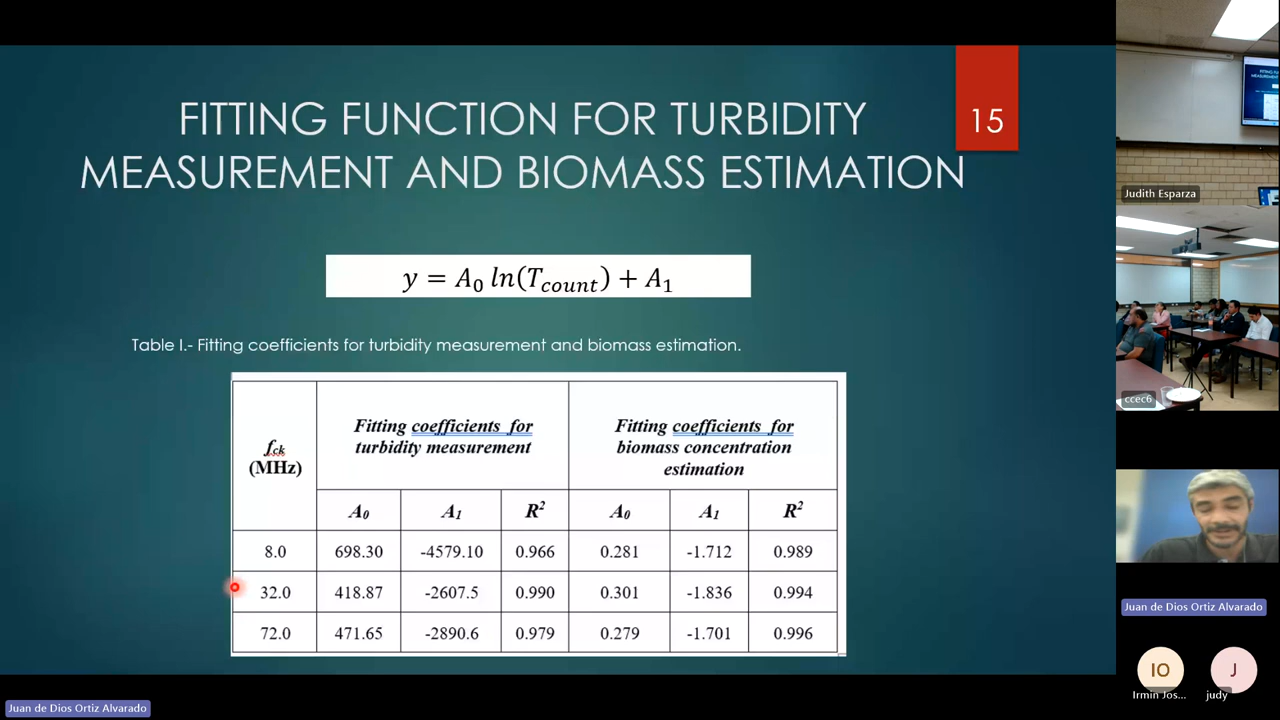 FITTING FUNCTION FOR TURBIDITY
MEASUREMENT AND BIOMASS ESTIMATION
15
y = A₀ ln(T_count) + A₁
Table I.- Fitting coefficients for turbidity measurement and biomass estimation.
f_ck
(MHz)
Fitting coefficients for
turbidity measurement
Fitting coefficients for
biomass concentration
estimation
A₀ A₁ R² A₀ A₁ R²
8.0 698.30 -4579.10 0.966 0.281 -1.712 0.989
32.0 418.87 -2607.5 0.990 0.301 -1.836 0.994
72.0 471.65 -2890.6 0.979 0.279 -1.701 0.996
Juan de Dios Ortiz Alvarado
Judith Esparza
ccec6
Juan de Dios Ortiz Alvarado
IO
Irmin Jos...
J
judy